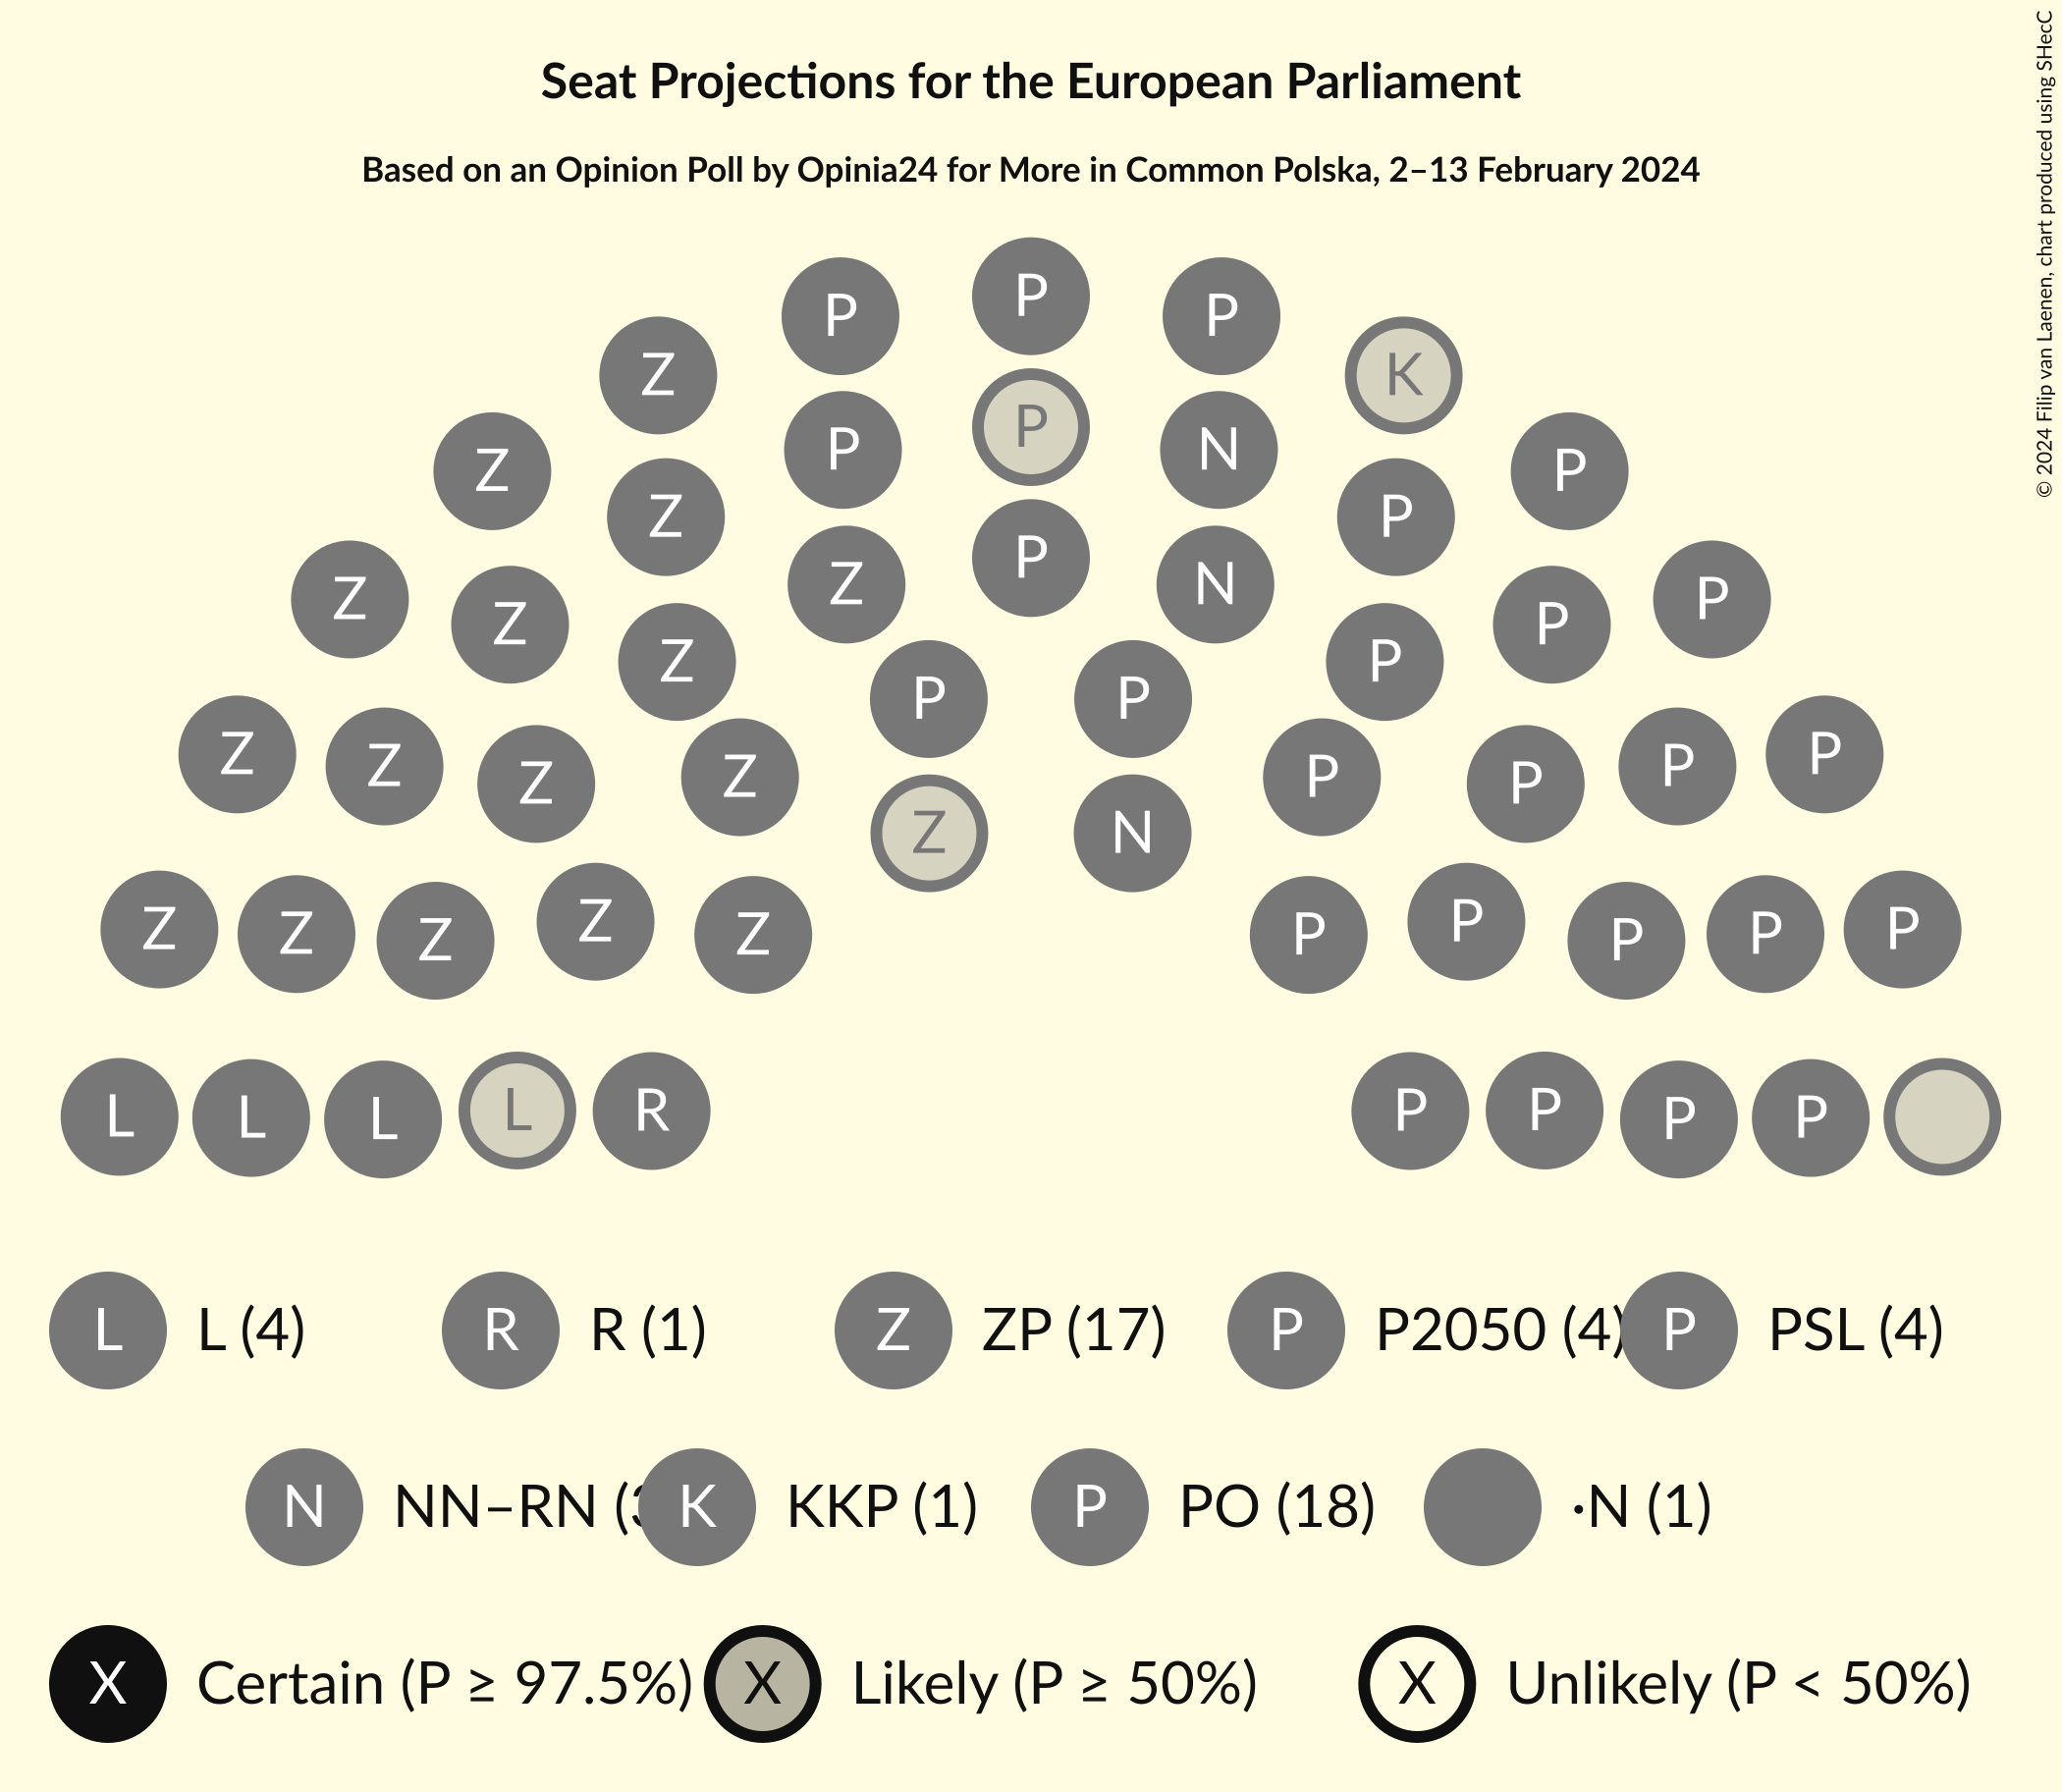 Seat Projections for the European Parliament
Based on an Opinion Poll by Opinia24 for More in Common Polska, 2–13 February 2024
© 2024 Filip van Laenen, chart produced using SHecC
P
P P
Z K
P
P N
Z P
Z P
P
Z N
Z P
Z P
Z P
P P
Z Z Z Z P P P P
Z N
Z Z Z Z Z P P P P P
L L L L R P P P P
L L (4) R R (1) Z ZP (17) P P2050 (4) P PSL (4)
N NN–RN ( K KKP (1) P PO (18) ·N (1)
X Certain (P ≥ 97.5%) X Likely (P ≥ 50%) X Unlikely (P < 50%)